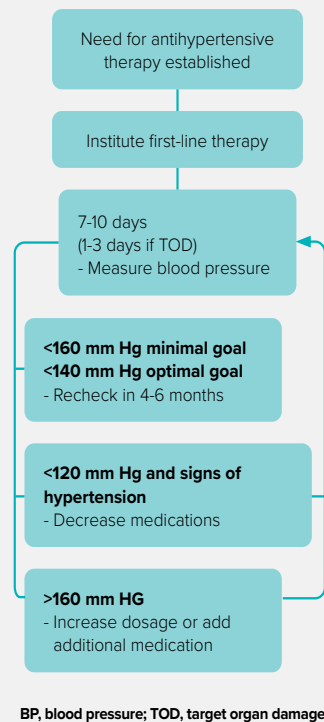 Need for antihypertensive
therapy established
Institute first-line therapy
7-10 days
(1-3 days if TOD)
- Measure blood pressure
<160 mm Hg minimal goal
<140 mm Hg optimal goal
- Recheck in 4-6 months
<120 mm Hg and signs of
hypertension
- Decrease medications
>160 mm HG
- Increase dosage or add
additional medication
BP, blood pressure; TOD, target organ damage